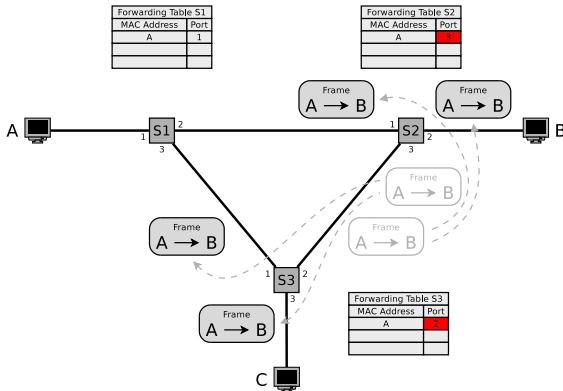 Forwarding Table S1
MAC Address Port
A 1
Forwarding Table S2
MAC Address Port
A 3
Frame
A B
Frame
A B
A
1 S1 2
3
1 S2 2
3
B
Frame
A B
Frame
A B
Frame
A B
1 S3 2
3
Frame
A B
Forwarding Table S3
MAC Address Port
A 2
C